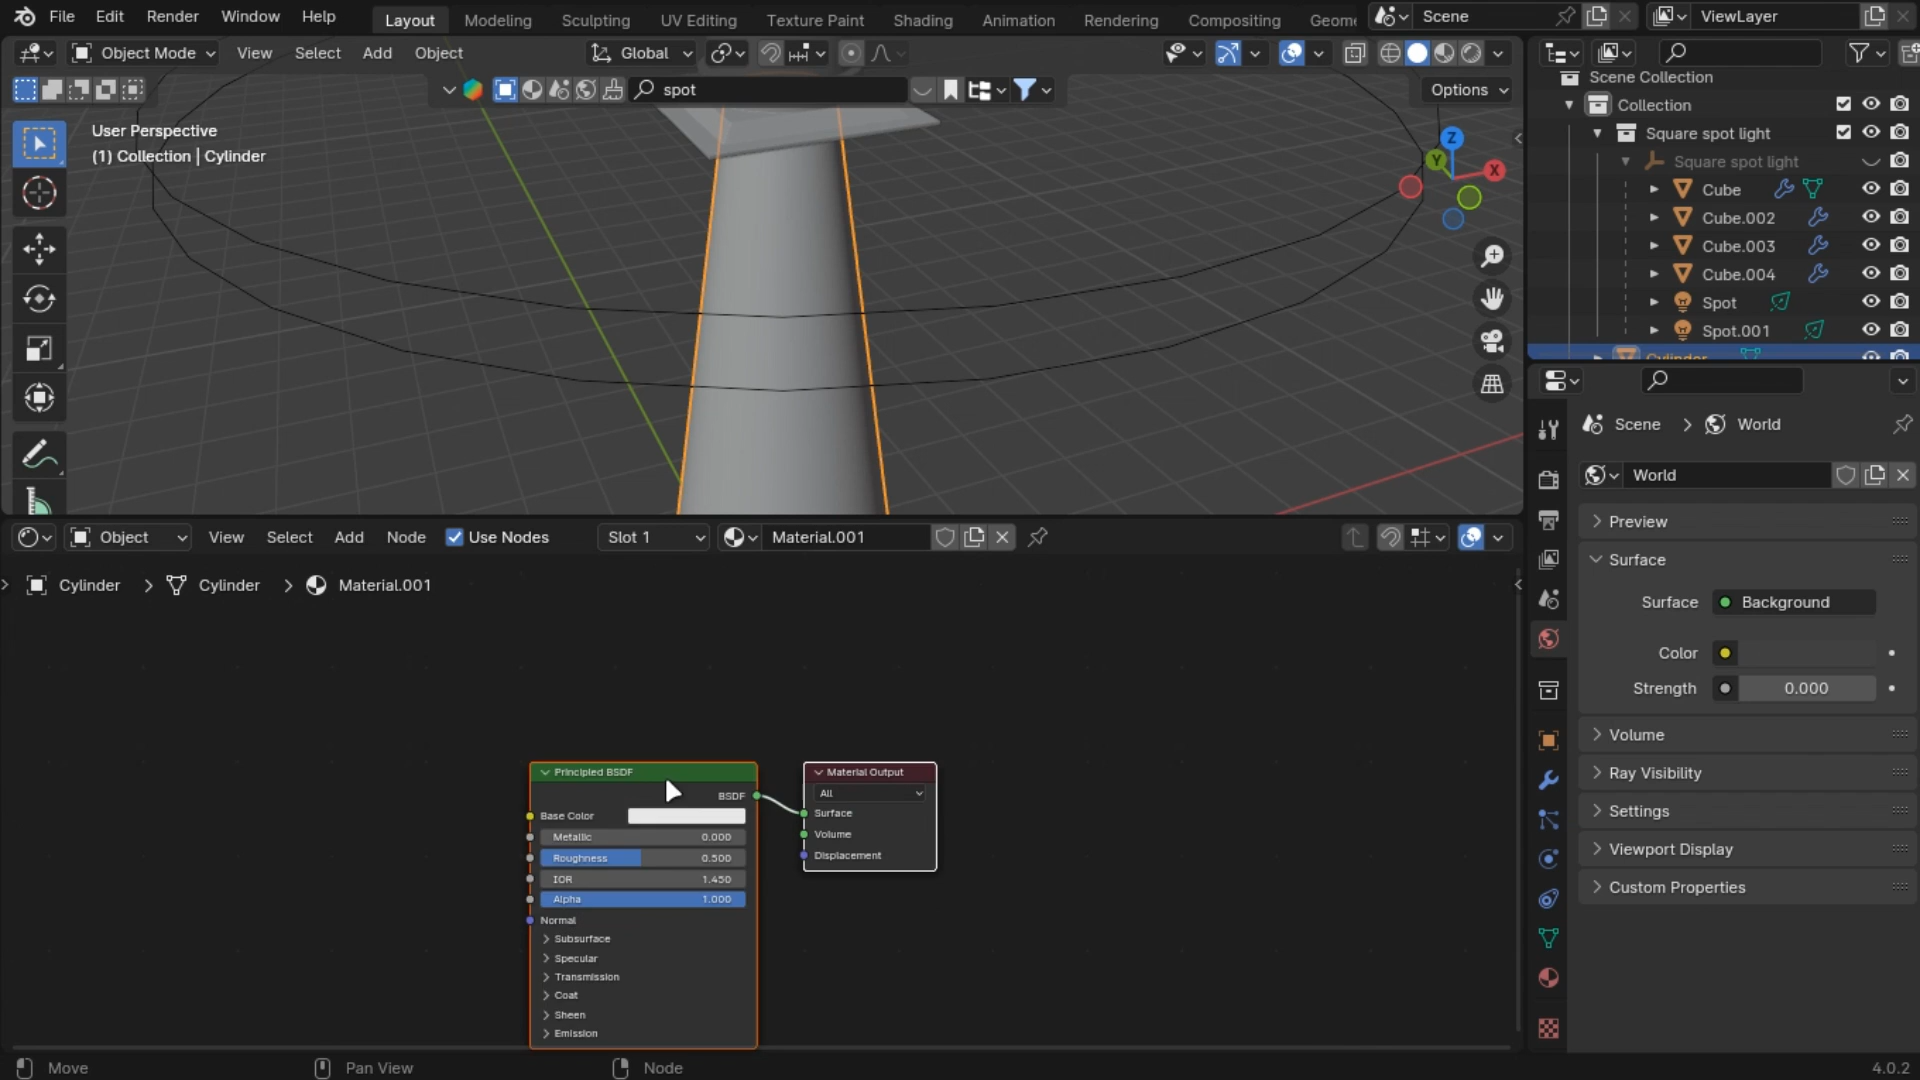 File Edit Render Window Help Layout Modeling Sculpting UV Editing Texture Paint Shading Animation Rendering Compositing Geome Scene ViewLayer
Object Mode View Select Add Object Global
spot Options
User Perspective
(1) Collection | Cylinder
Z
Y
X
Scene Collection
Collection
Square spot light
Square spot light
Cube
Cube.002
Cube.003
Cube.004
Spot
Spot.001
Cylinder
Scene > World
World
Preview
Surface
Surface Background
Color
Strength 0.000
Volume
Ray Visibility
Settings
Viewport Display
Custom Properties
Object View Select Add Node Use Nodes Slot 1 Material.001
Cylinder > Cylinder > Material.001
Principled BSDF
BSDF
Base Color
Metallic 0.000
Roughness 0.500
IOR 1.450
Alpha 1.000
Normal
Subsurface
Specular
Transmission
Coat
Sheen
Emission
Material Output
All
Surface
Volume
Displacement
Move Pan View Node 4.0.2